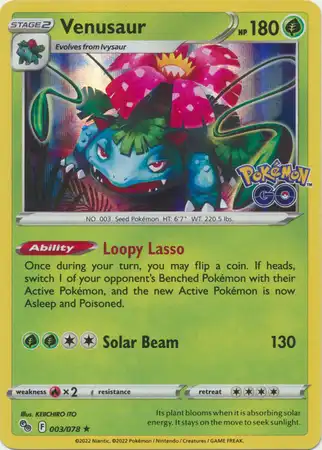 STAGE2 Venusaur HP 180
Evolves from Ivysaur
Pokémon GO
NO. 003 Seed Pokémon HT: 6'7" WT: 220.5 lbs.
Ability Loopy Lasso
Once during your turn, you may flip a coin. If heads,
switch 1 of your opponent's Benched Pokémon with their
Active Pokémon, and the new Active Pokémon is now
Asleep and Poisoned.
Solar Beam 130
weakness ×2 resistance retreat
illus. KEIICHIRO ITO
F 003/078 ★
Its plant blooms when it is absorbing solar
energy. It stays on the move to seek sunlight.
©2022 Niantic, ©2022 Pokémon / Nintendo / Creatures / GAME FREAK.